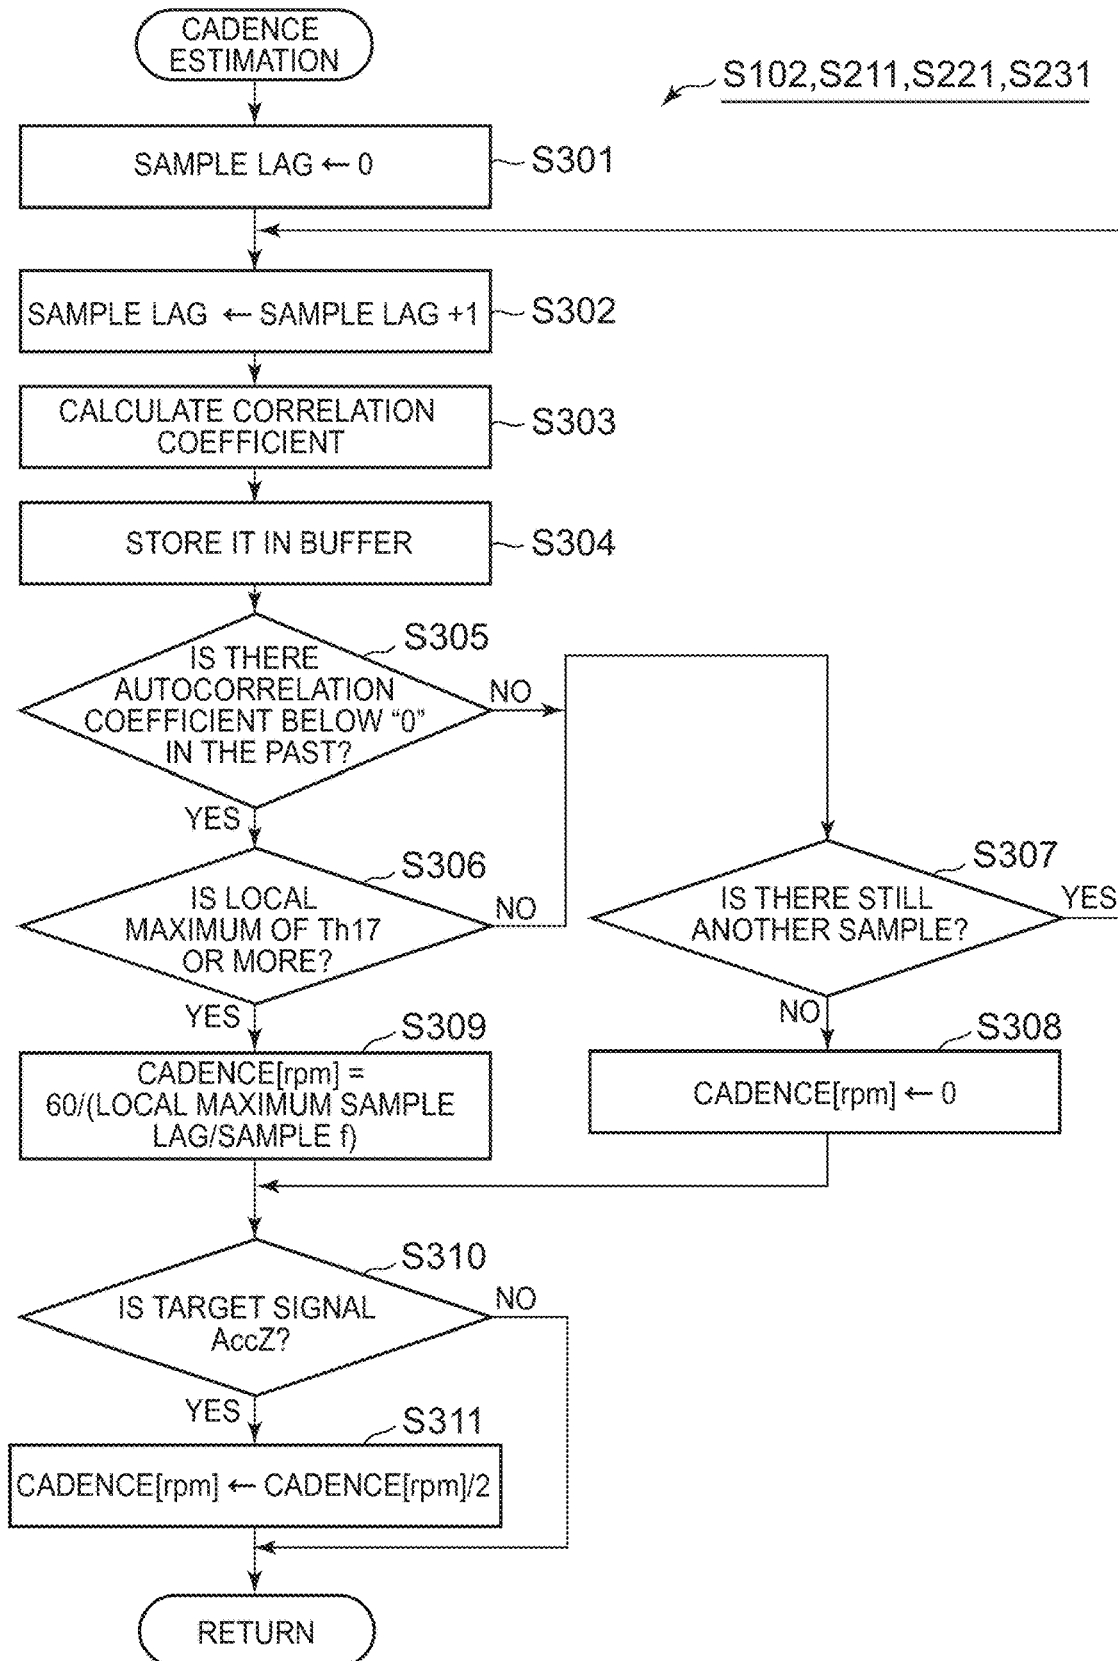 CADENCE
ESTIMATION
S102,S211,S221,S231
SAMPLE LAG ← 0
S301
SAMPLE LAG ← SAMPLE LAG +1
S302
CALCULATE CORRELATION
COEFFICIENT
S303
STORE IT IN BUFFER
S304
S305
IS THERE
AUTOCORRELATION
COEFFICIENT BELOW “0”
IN THE PAST?
NO
YES
S306
IS LOCAL
MAXIMUM OF Th17
OR MORE?
NO
YES
S307
IS THERE STILL
ANOTHER SAMPLE?
YES
NO
S308
CADENCE[rpm] ← 0
S309
CADENCE[rpm] =
60/(LOCAL MAXIMUM SAMPLE
LAG/SAMPLE f)
S310
IS TARGET SIGNAL
AccZ?
NO
YES
S311
CADENCE[rpm] ← CADENCE[rpm]/2
RETURN